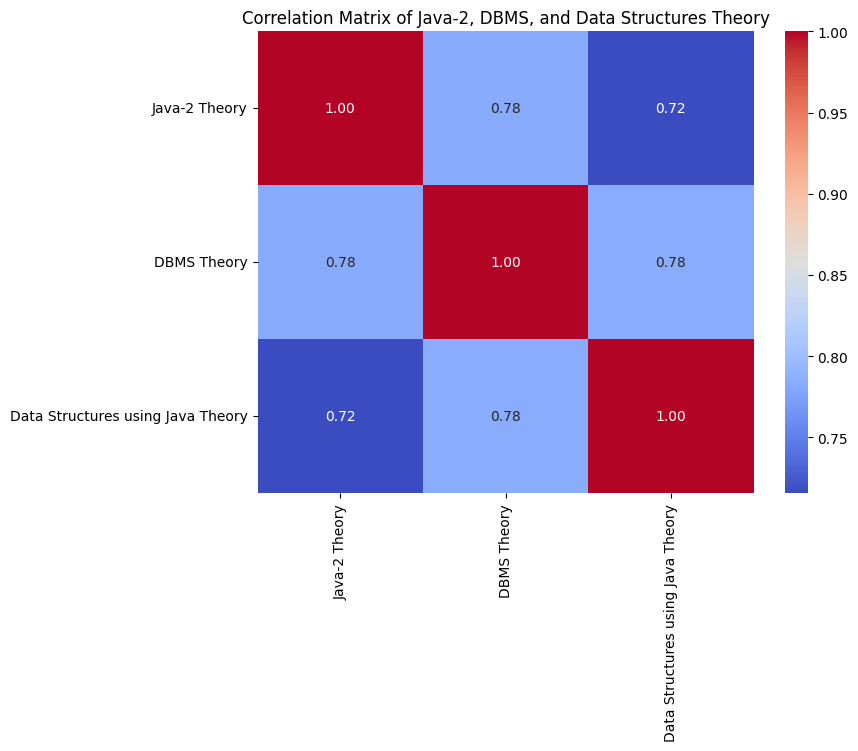 Correlation Matrix of Java-2, DBMS, and Data Structures Theory
Java-2 Theory
1.00
0.78
0.72
DBMS Theory
0.78
1.00
0.78
Data Structures using Java Theory
0.72
0.78
1.00
Java-2 Theory
DBMS Theory
Data Structures using Java Theory
1.00
0.95
0.90
0.85
0.80
0.75